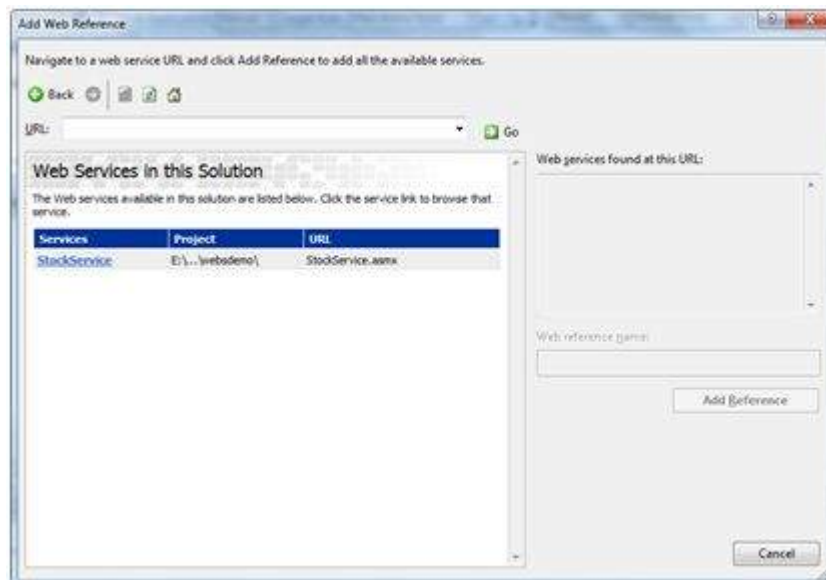 Add Web Reference
Navigate to a web service URL and click Add Reference to add all the available services.
Back
URL:
Go
Web Services in this Solution
The Web services available in this solution are listed below. Click the service link to browse that
service.
Services Project URL
StockService E:\...\websdemo\ StockService.asmx
Web services found at this URL:
Web reference name:
Add Reference
Cancel